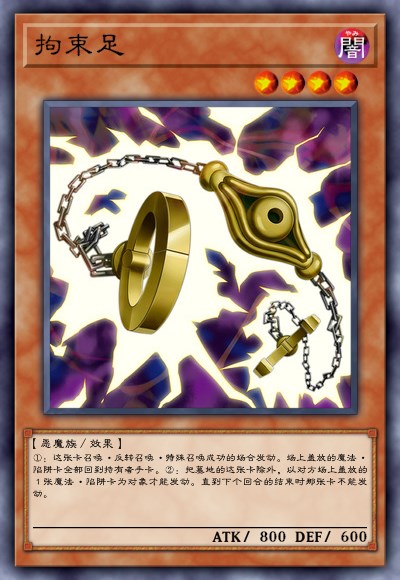 拘束足
やみ
闇
【恶魔族／效果】
①：这张卡召唤·反转召唤·特殊召唤成功的场合发动。场上盖放的魔法·
陷阱卡全部回到持有者手卡。②：把墓地的这张卡除外，以对方场上盖放的
1张魔法·陷阱卡为对象才能发动。直到下个回合的结束时那张卡不能发
动。
ATK/ 800 DEF/ 600